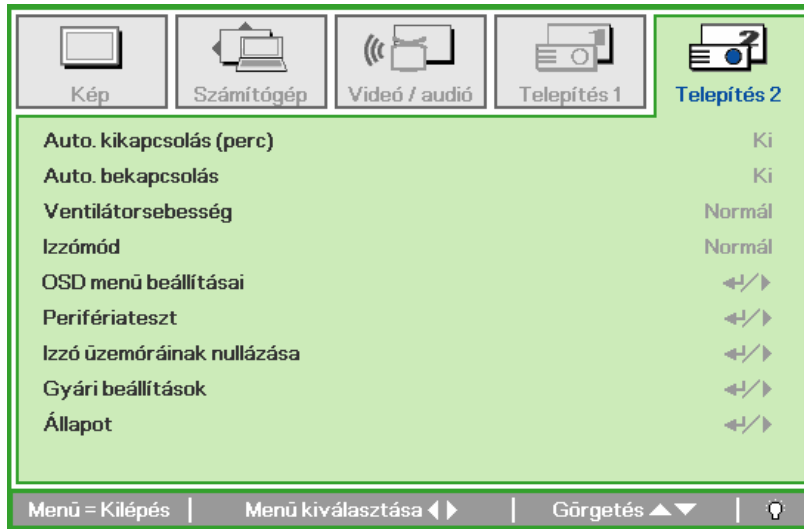 Kép
Számítógép
Videó / audió
Telepítés 1
Telepítés 2
Auto. kikapcsolás (perc) Ki
Auto. bekapcsolás Ki
Ventilátorsebesség Normál
Izzómód Normál
OSD menü beállításai
Perifériateszt
Izzó üzemóráinak nullázása
Gyári beállítások
Állapot
Menü = Kilépés | Menü kiválasztása | Görgetés |